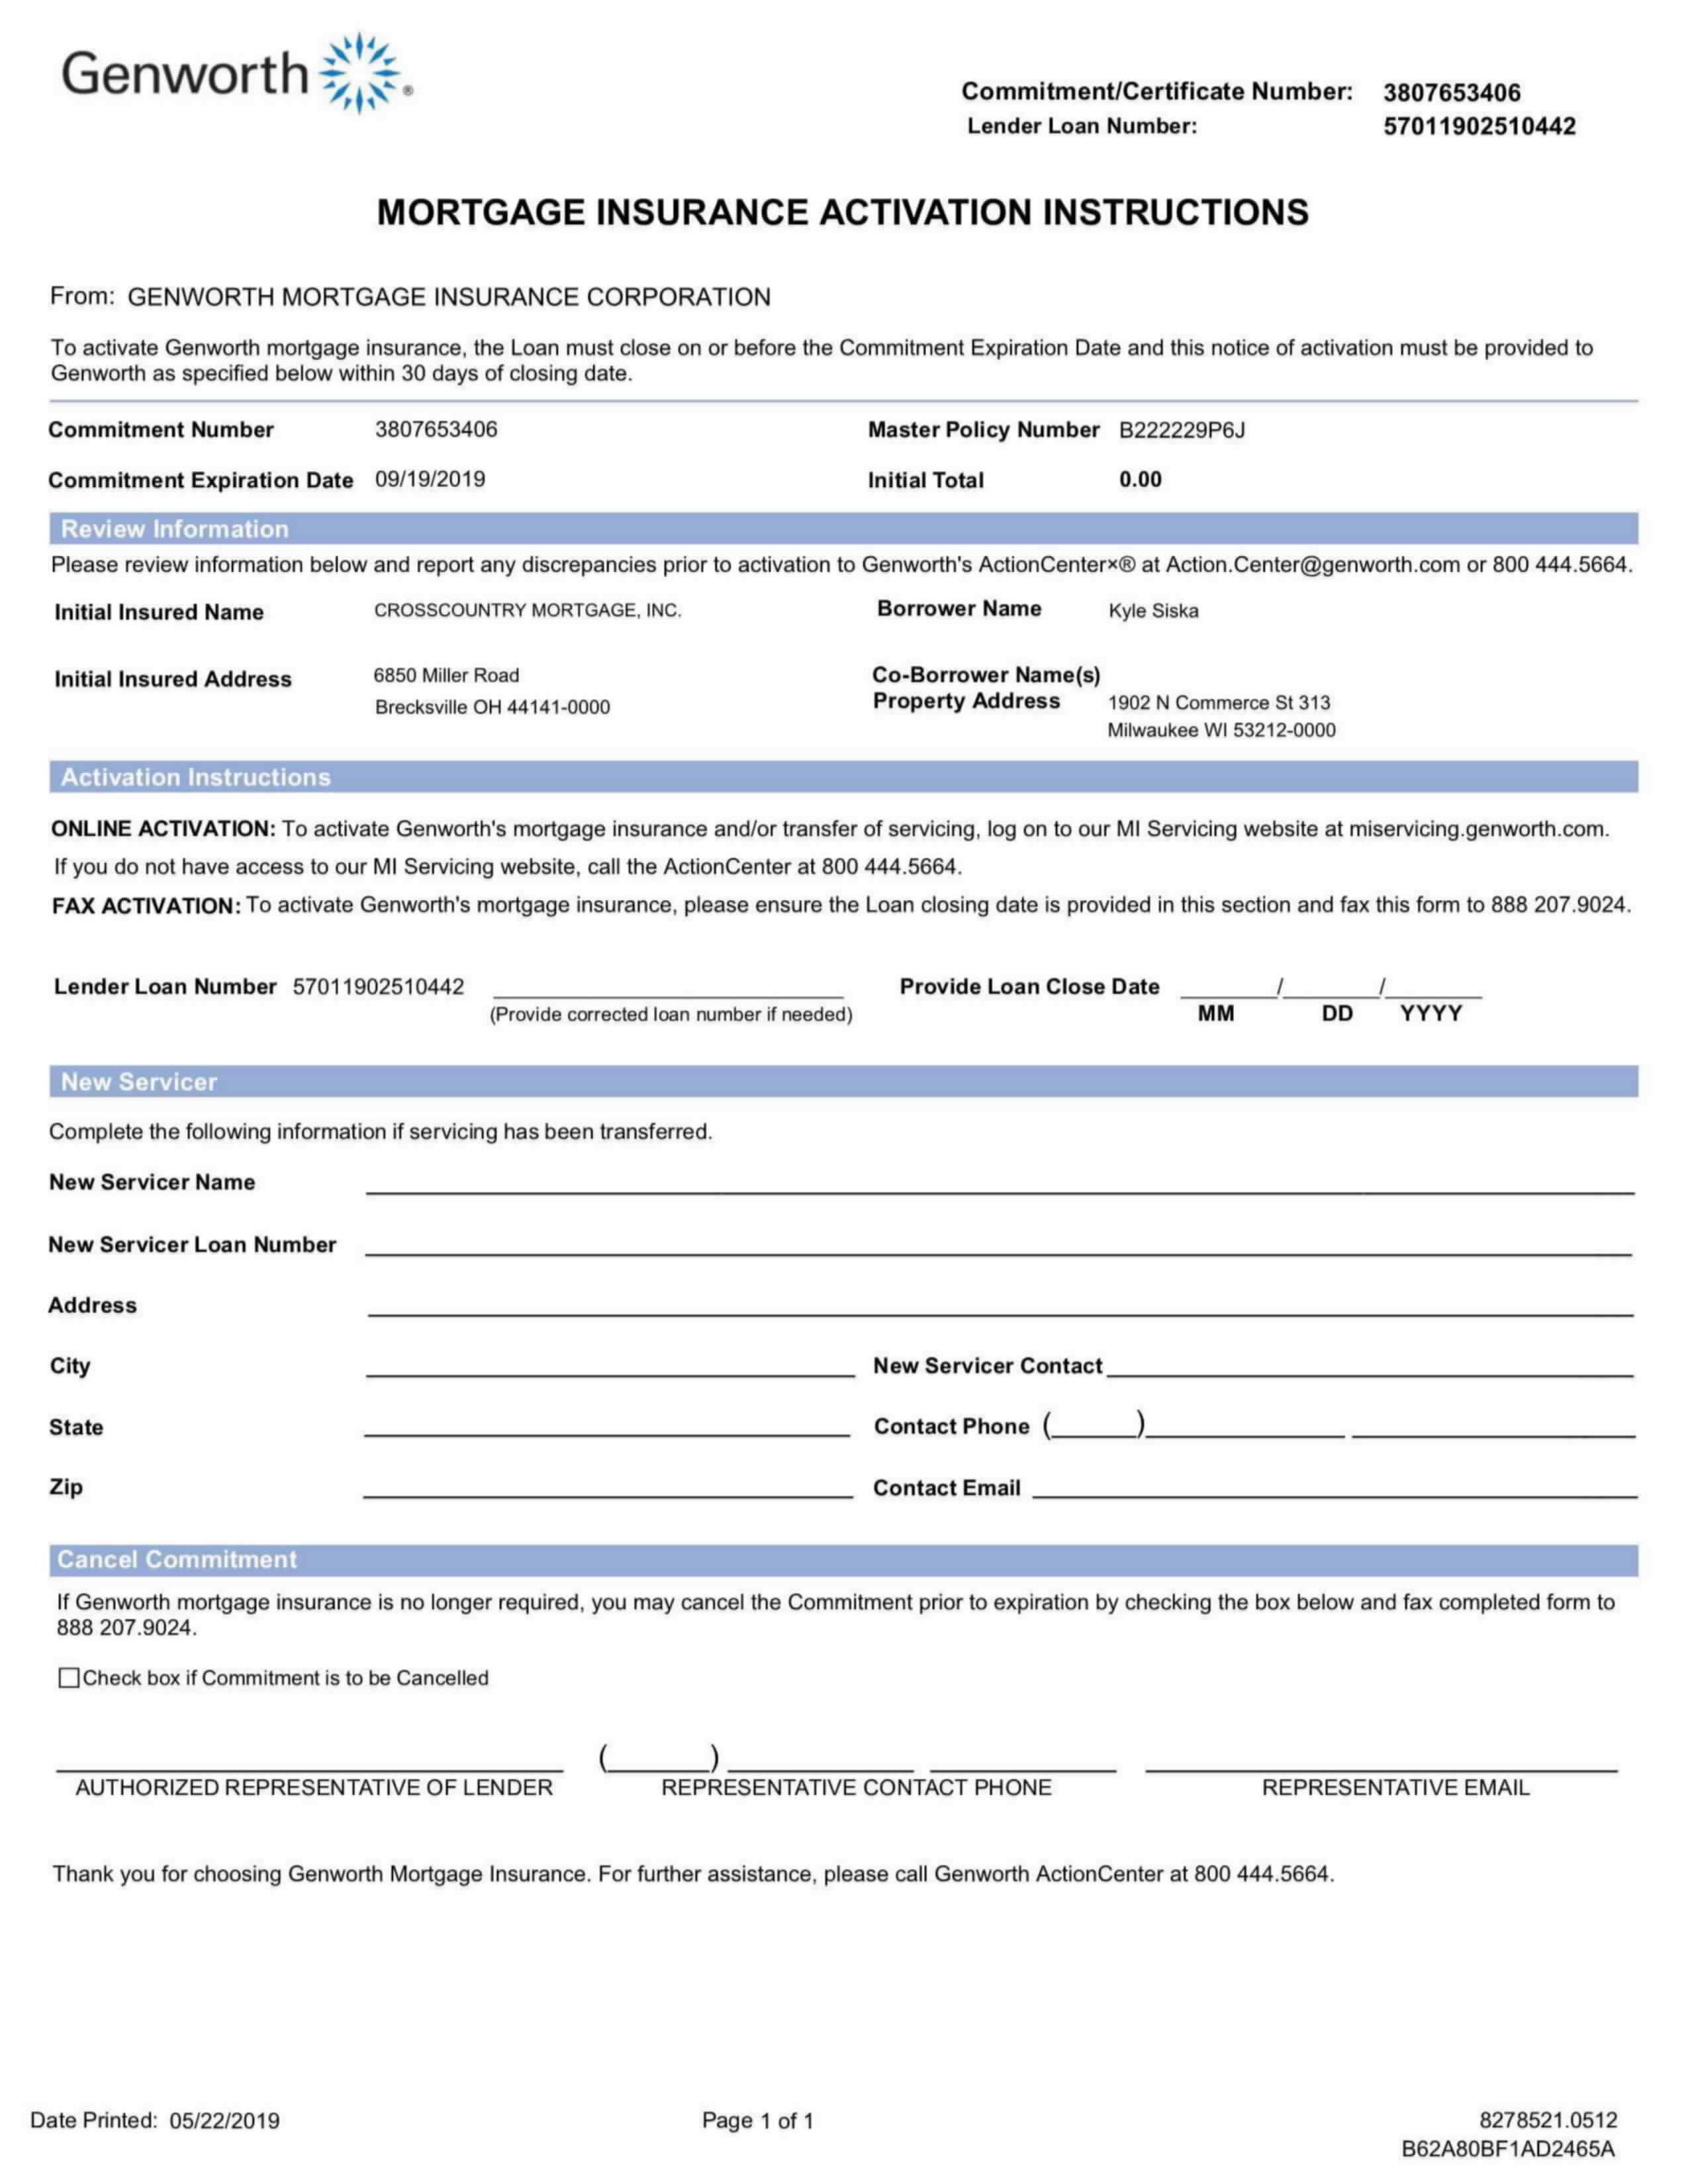 Genworth®
Commitment/Certificate Number: 3807653406
Lender Loan Number: 57011902510442
MORTGAGE INSURANCE ACTIVATION INSTRUCTIONS
From: GENWORTH MORTGAGE INSURANCE CORPORATION
To activate Genworth mortgage insurance, the Loan must close on or before the Commitment Expiration Date and this notice of activation must be provided to
Genworth as specified below within 30 days of closing date.
Commitment Number 3807653406 Master Policy Number B222229P6J
Commitment Expiration Date 09/19/2019 Initial Total 0.00
Review Information
Please review information below and report any discrepancies prior to activation to Genworth's ActionCenter×® at Action.Center@genworth.com or 800 444.5664.
Initial Insured Name CROSSCOUNTRY MORTGAGE, INC. Borrower Name Kyle Siska
Initial Insured Address 6850 Miller Road Co-Borrower Name(s)
Brecksville OH 44141-0000 Property Address 1902 N Commerce St 313
Milwaukee WI 53212-0000
Activation Instructions
ONLINE ACTIVATION: To activate Genworth's mortgage insurance and/or transfer of servicing, log on to our MI Servicing website at miservicing.genworth.com.
If you do not have access to our MI Servicing website, call the ActionCenter at 800 444.5664.
FAX ACTIVATION: To activate Genworth's mortgage insurance, please ensure the Loan closing date is provided in this section and fax this form to 888 207.9024.
Lender Loan Number 57011902510442 Provide Loan Close Date / /
(Provide corrected loan number if needed) MM DD YYYY
New Servicer
Complete the following information if servicing has been transferred.
New Servicer Name
New Servicer Loan Number
Address
City New Servicer Contact
State Contact Phone ( )
Zip Contact Email
Cancel Commitment
If Genworth mortgage insurance is no longer required, you may cancel the Commitment prior to expiration by checking the box below and fax completed form to
888 207.9024.
Check box if Commitment is to be Cancelled
( )
AUTHORIZED REPRESENTATIVE OF LENDER REPRESENTATIVE CONTACT PHONE REPRESENTATIVE EMAIL
Thank you for choosing Genworth Mortgage Insurance. For further assistance, please call Genworth ActionCenter at 800 444.5664.
Date Printed: 05/22/2019 Page 1 of 1 8278521.0512
B62A80BF1AD2465A